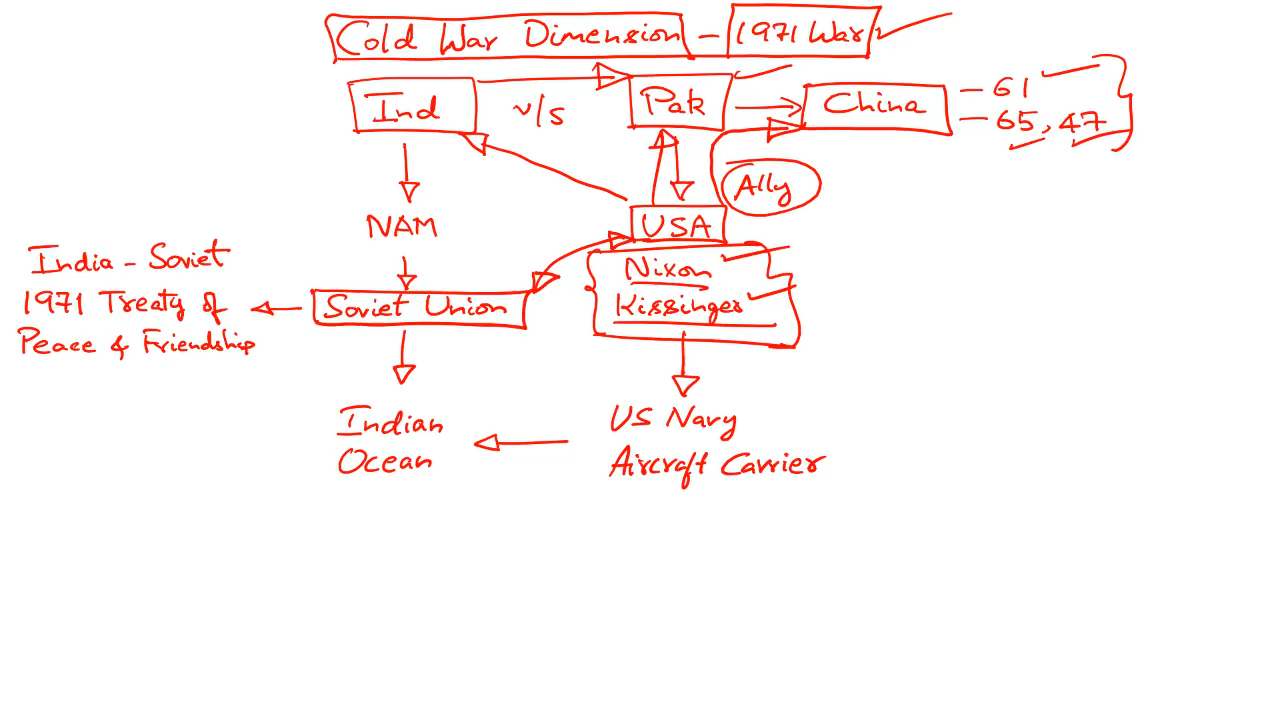 Cold War Dimension - 1971 War
Ind v/s Pak China - 61
- 65, 47
Ally
NAM USA
India - Soviet
1971 Treaty of
Peace & Friendship
Soviet Union
Nixon
Kissinger
Indian
Ocean
US Navy
Aircraft Carrier